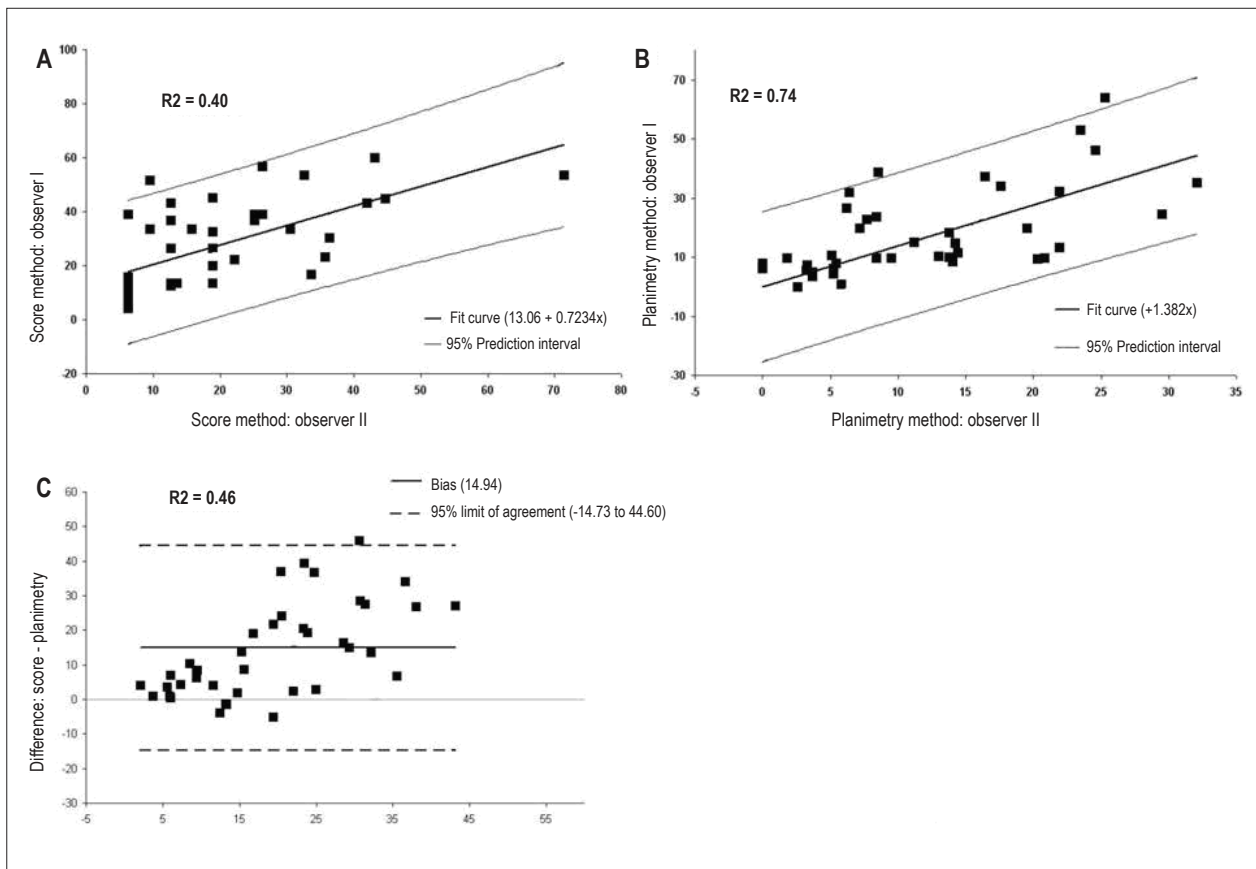 A
R2 = 0.40
Score method: observer I
100
80
60
40
20
0
-20
0 10 20 30 40 50 60 70 80
Fit curve (13.06 + 0.7234x)
95% Prediction interval
Score method: observer II
B
R2 = 0.74
Planimetry method: observer I
70
50
30
10
-10
-30
-5 0 5 10 15 20 25 30 35
Fit curve (+1.382x)
95% Prediction interval
Planimetry method: observer II
C
R2 = 0.46
Bias (14.94)
95% limit of agreement (-14.73 to 44.60)
Difference: score - planimetry
60
50
40
30
20
10
0
-10
-20
-30
-5 5 15 25 35 45 55